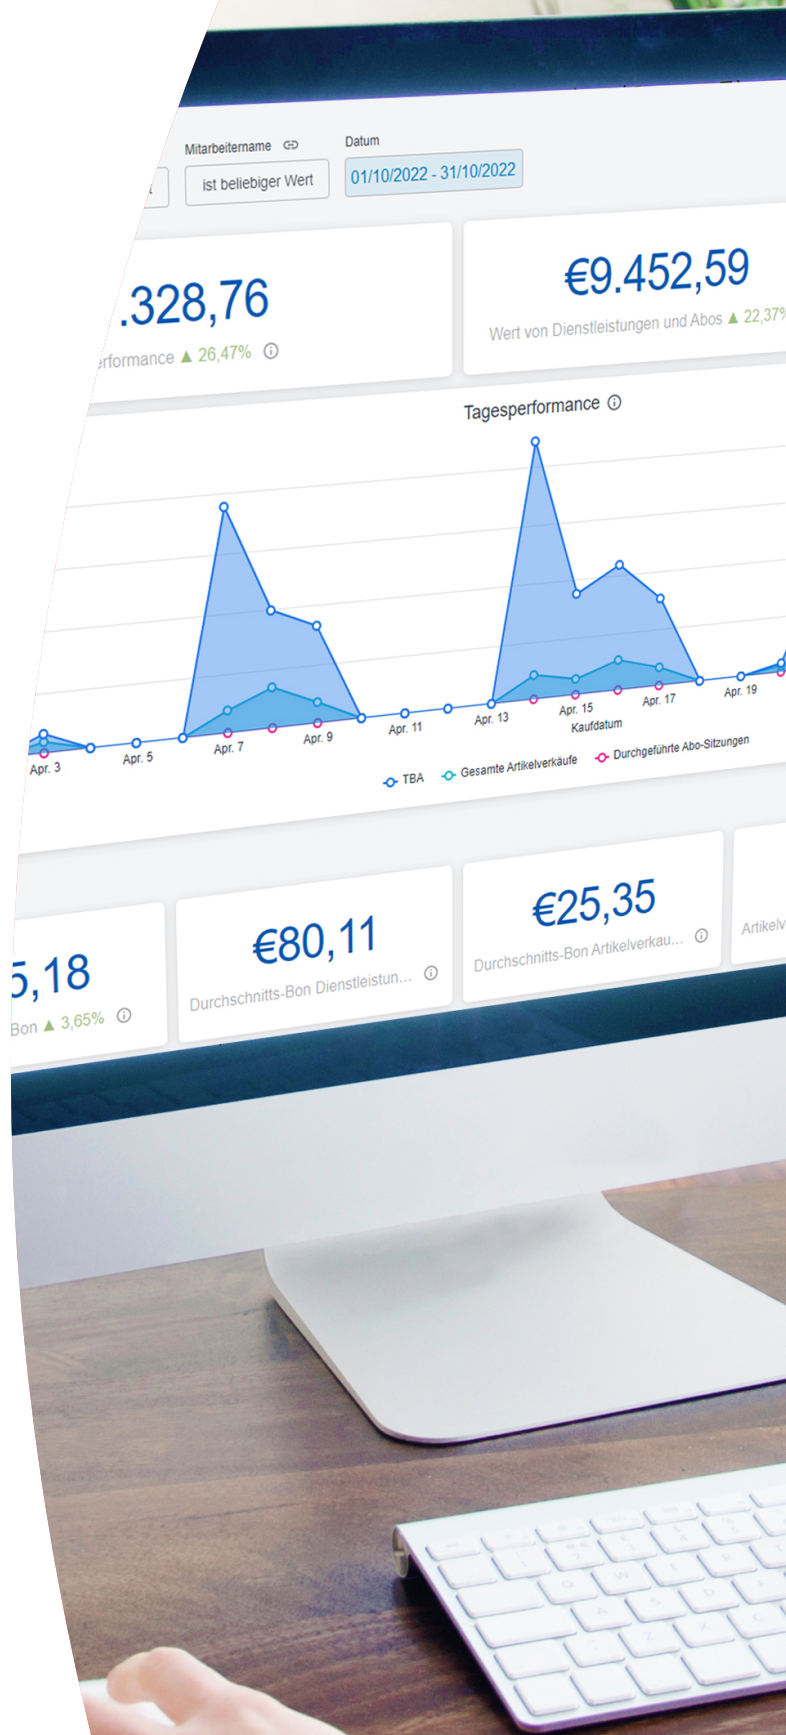 Mitarbeitername
Datum
ist beliebiger Wert
01/10/2022 - 31/10/2022
.328,76
€9.452,59
erformance ▲ 26,47%
Wert von Dienstleistungen und Abos ▲ 22,37%
Tagesperformance
Apr. 3
Apr. 5
Apr. 7
Apr. 9
Apr. 11
Apr. 13
Apr. 15
Apr. 17
Apr. 19
Kaufdatum
TBA
Gesamte Artikelverkäufe
Durchgeführte Abo-Sitzungen
5,18
€80,11
€25,35
Bon ▲ 3,65%
Durchschnitts-Bon Dienstleistun...
Durchschnitts-Bon Artikelverkau...
Artikelv